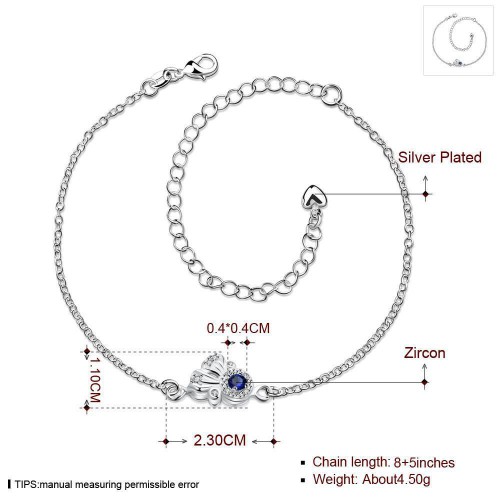 Silver Plated
0.4*0.4CM
1.10CM
Zircon
2.30CM
• Chain length: 8+5inches
• Weight: About4.50g
TIPS:manual measuring permissible error